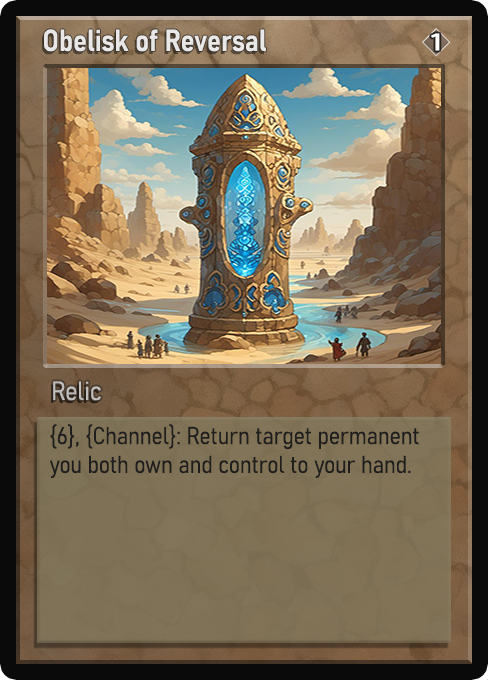 Obelisk of Reversal
1
Relic
{6}, {Channel}: Return target permanent
you both own and control to your hand.